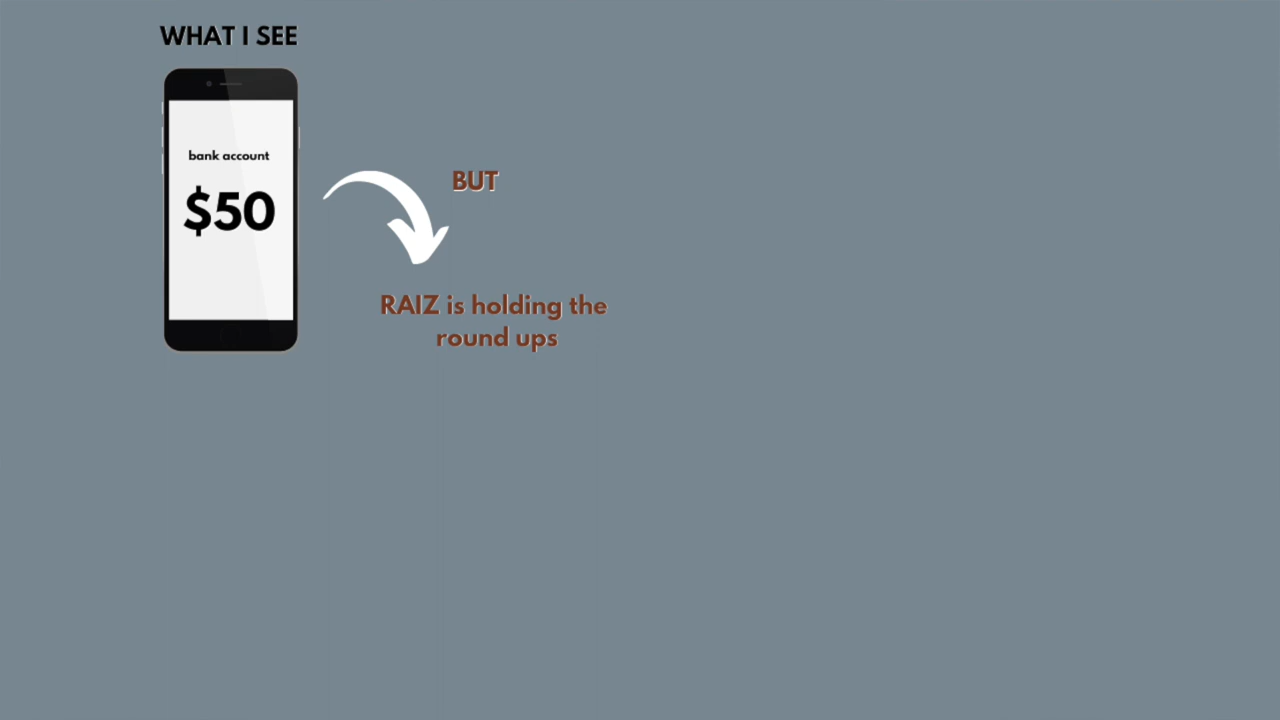 WHAT I SEE
bank account
$50
BUT
RAIZ is holding the
round ups